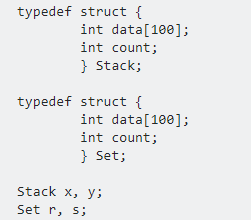 typedef struct {
        int data[100];
        int count;
        } Stack;

typedef struct {
        int data[100];
        int count;
        } Set;

Stack x, y;
Set r, s;